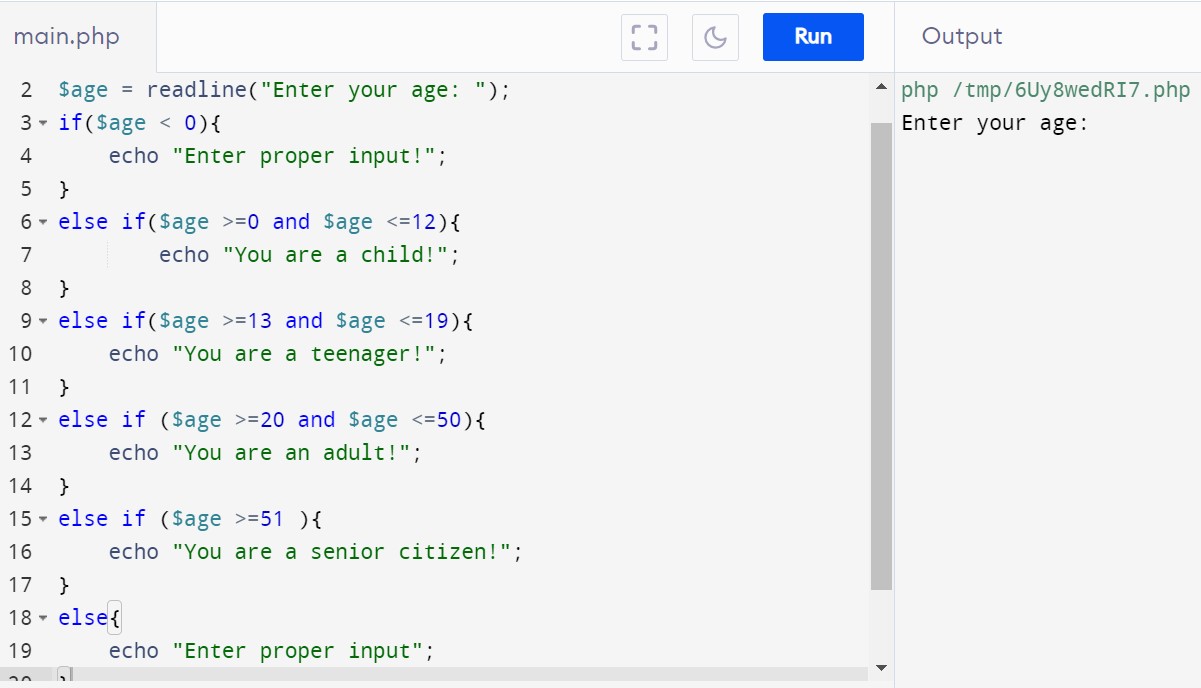 main.php
Run
Output
2 $age = readline("Enter your age: ");
3 if($age < 0){
4 echo "Enter proper input!";
5 }
6 else if($age >=0 and $age <=12){
7 echo "You are a child!";
8 }
9 else if($age >=13 and $age <=19){
10 echo "You are a teenager!";
11 }
12 else if ($age >=20 and $age <=50){
13 echo "You are an adult!";
14 }
15 else if ($age >=51 ){
16 echo "You are a senior citizen!";
17 }
18 else{
19 echo "Enter proper input";
20 }
php /tmp/6Uy8wedRI7.php
Enter your age: